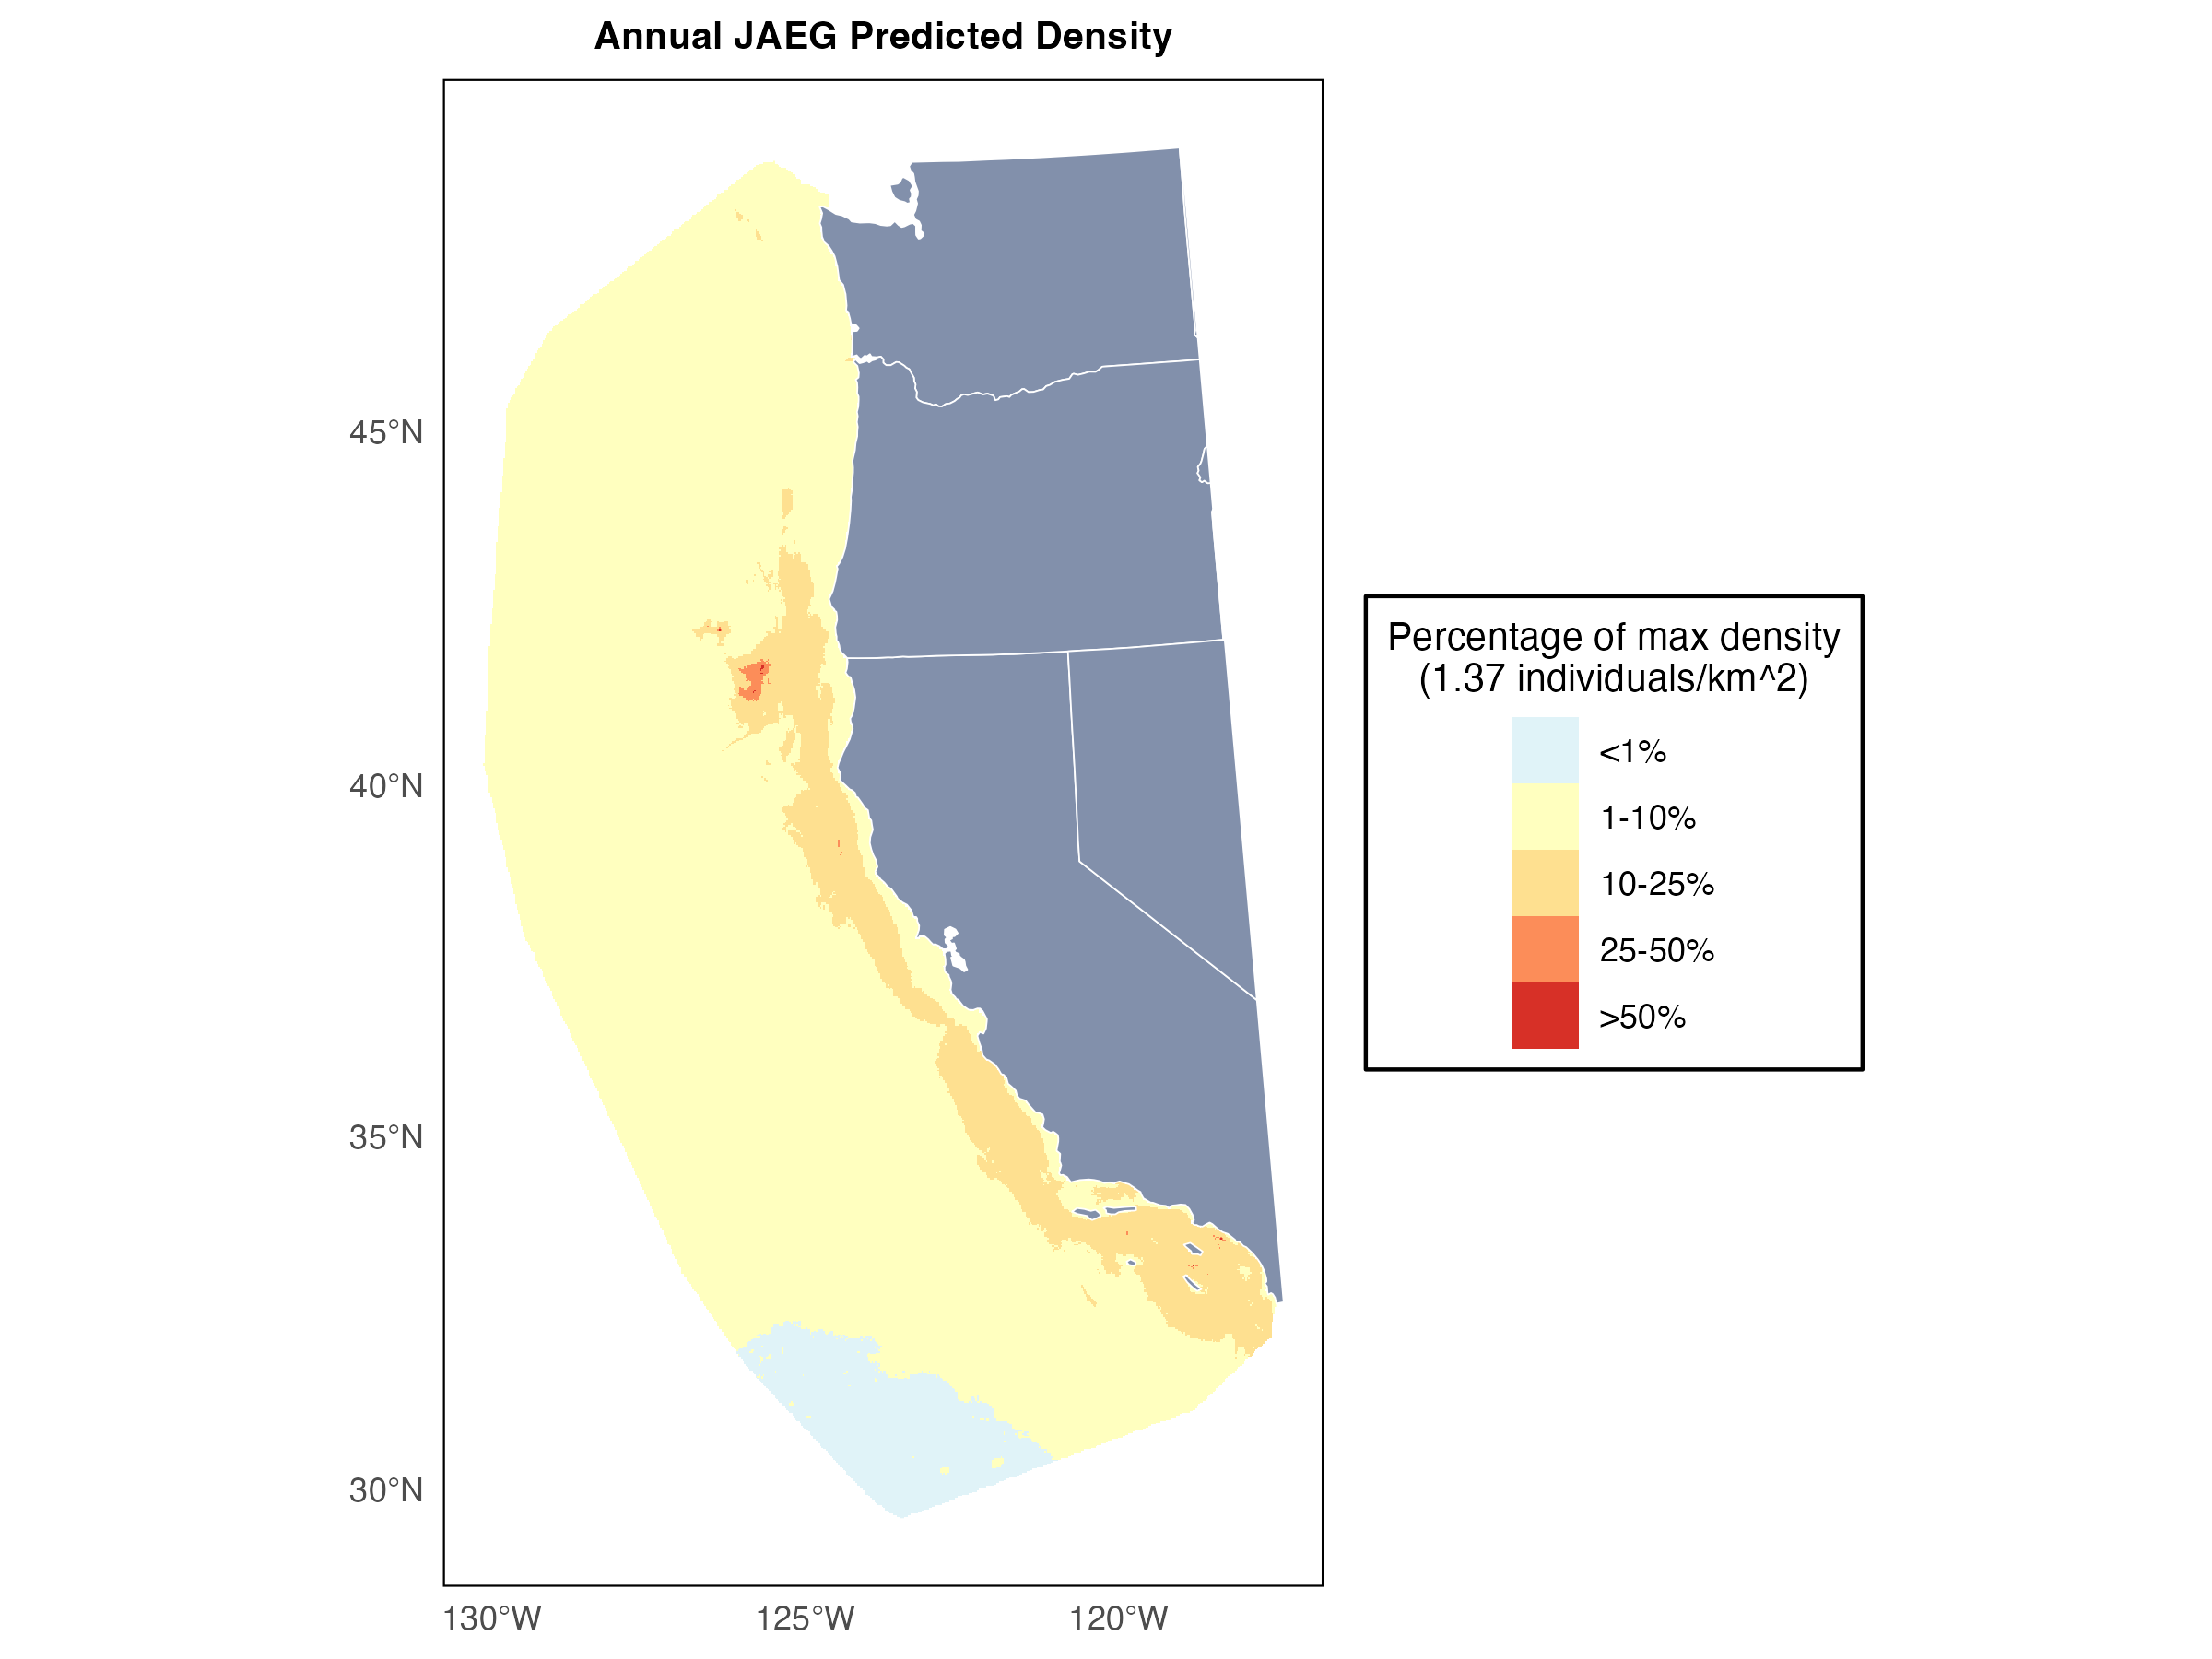 Annual JAEG Predicted Density
45°N
40°N
35°N
30°N
130°W
125°W
120°W
Percentage of max density
(1.37 individuals/km^2)
<1%
1-10%
10-25%
25-50%
>50%